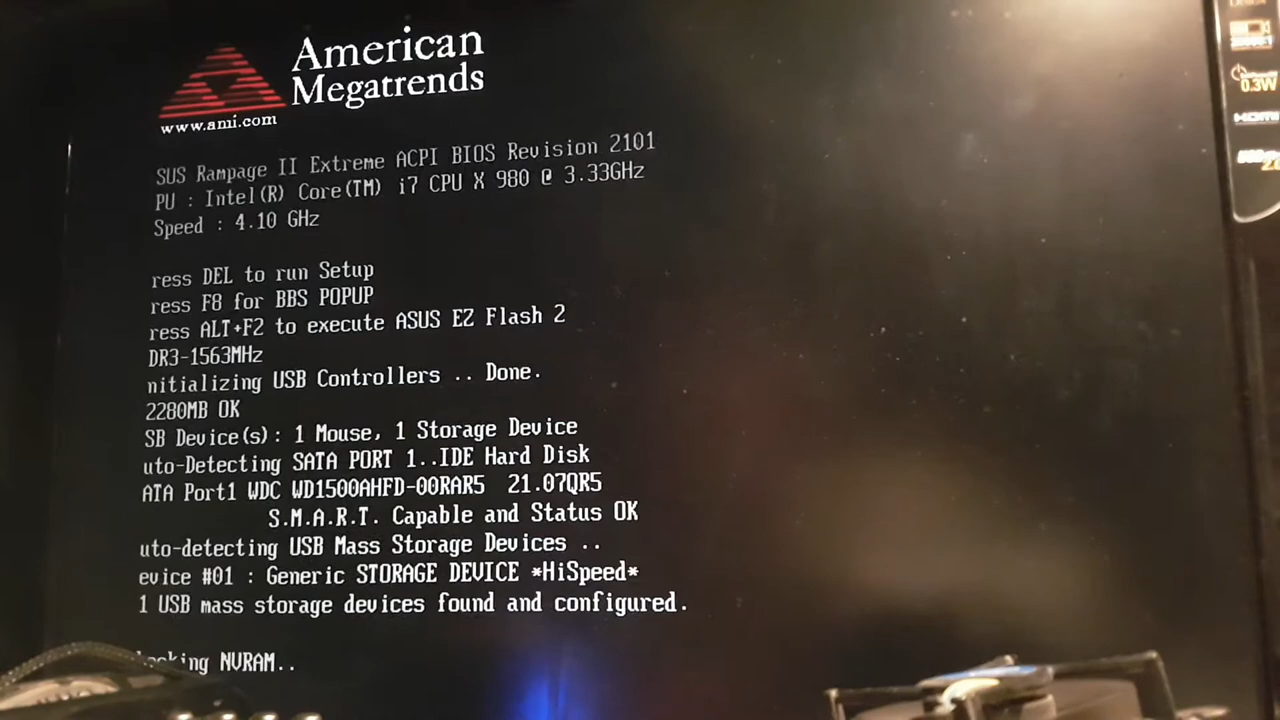 American
Megatrends
www.ami.com
SUS Rampage II Extreme ACPI BIOS Revision 2101
PU : Intel(R) Core(TM) i7 CPU X 980 @ 3.33GHz
Speed : 4.10 GHz
ress DEL to run Setup
ress F8 for BBS POPUP
ress ALT+F2 to execute ASUS EZ Flash 2
DR3-1563MHz
nitializing USB Controllers .. Done.
2280MB OK
SB Device(s): 1 Mouse, 1 Storage Device
uto-Detecting SATA PORT 1..IDE Hard Disk
ATA Port1 WDC WD1500AHFD-00RAR5 21.07QR5
S.M.A.R.T. Capable and Status OK
uto-detecting USB Mass Storage Devices ..
evice #01 : Generic STORAGE DEVICE *HiSpeed*
1 USB mass storage devices found and configured.
NVRAM..
0.3W
HDMI